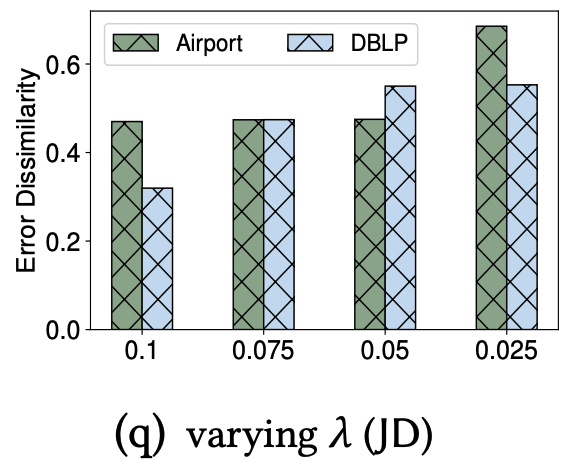 Airport DBLP
Error Dissimilarity
0.6
0.4
0.2
0.0
0.1 0.075 0.05 0.025
(q) varying λ (JD)